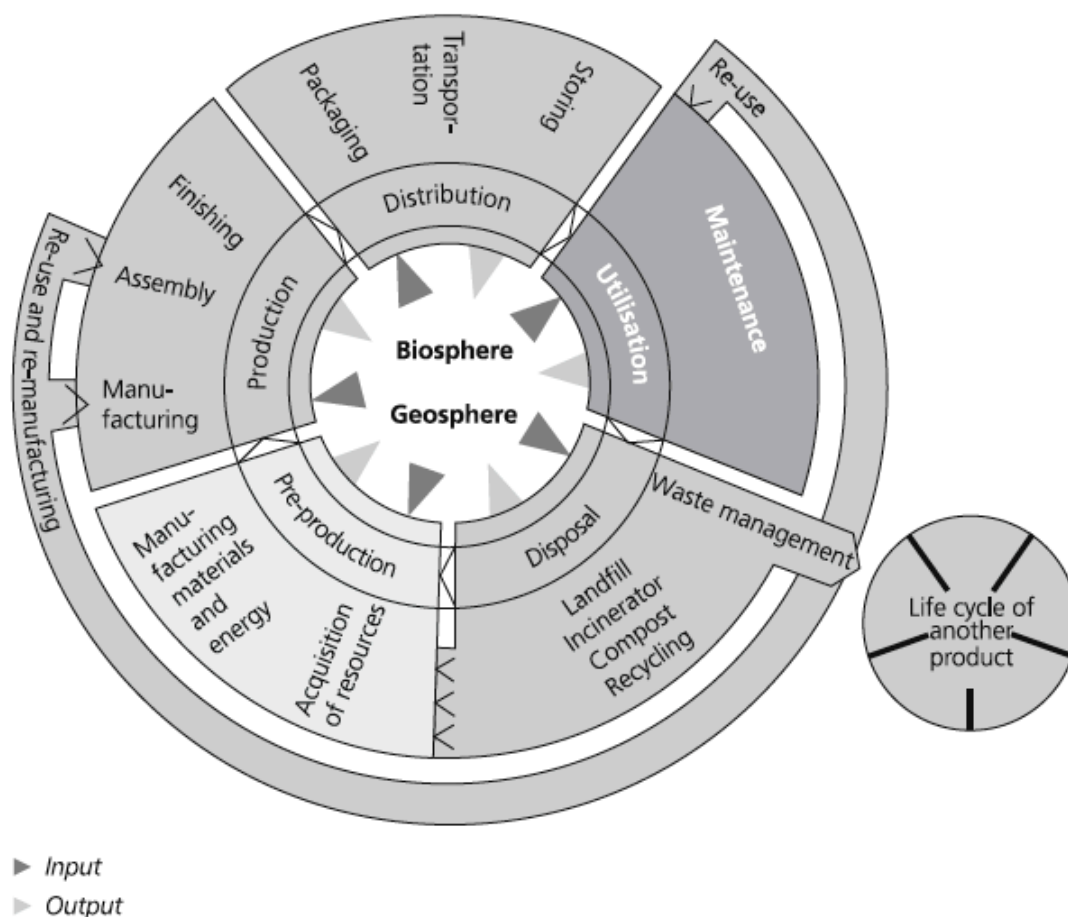 Packaging
Transpor-
tation
Storing
Distribution
Re-use
Maintenance
Utilisation
Finishing
Assembly
Manu-
facturing
Production
Re-use and re-manufacturing
Biosphere
Geosphere
Pre-production
Manu-
facturing
materials
and
energy
Acquisition
of resources
Disposal
Landfill
Incinerator
Compost
Recycling
Waste management
Life cycle of
another
product
Input
Output